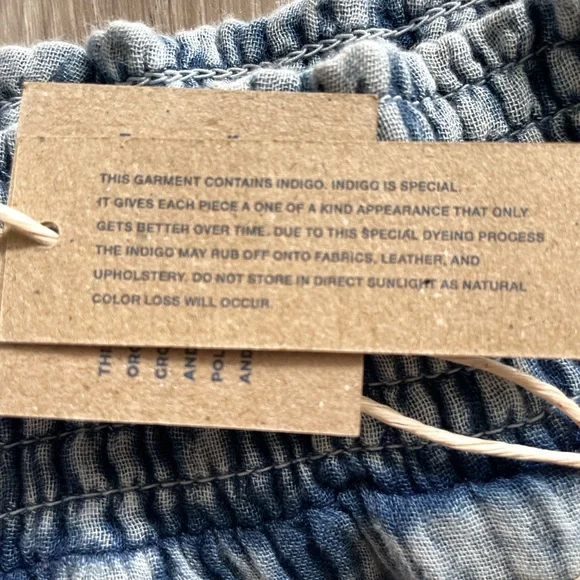 THIS GARMENT CONTAINS INDIGO. INDIGO IS SPECIAL.
IT GIVES EACH PIECE A ONE OF A KIND APPEARANCE THAT ONLY
GETS BETTER OVER TIME. DUE TO THIS SPECIAL DYEING PROCESS
THE INDIGO MAY RUB OFF ONTO FABRICS, LEATHER, AND
UPHOLSTERY. DO NOT STORE IN DIRECT SUNLIGHT AS NATURAL
COLOR LOSS WILL OCCUR.
AND
AND